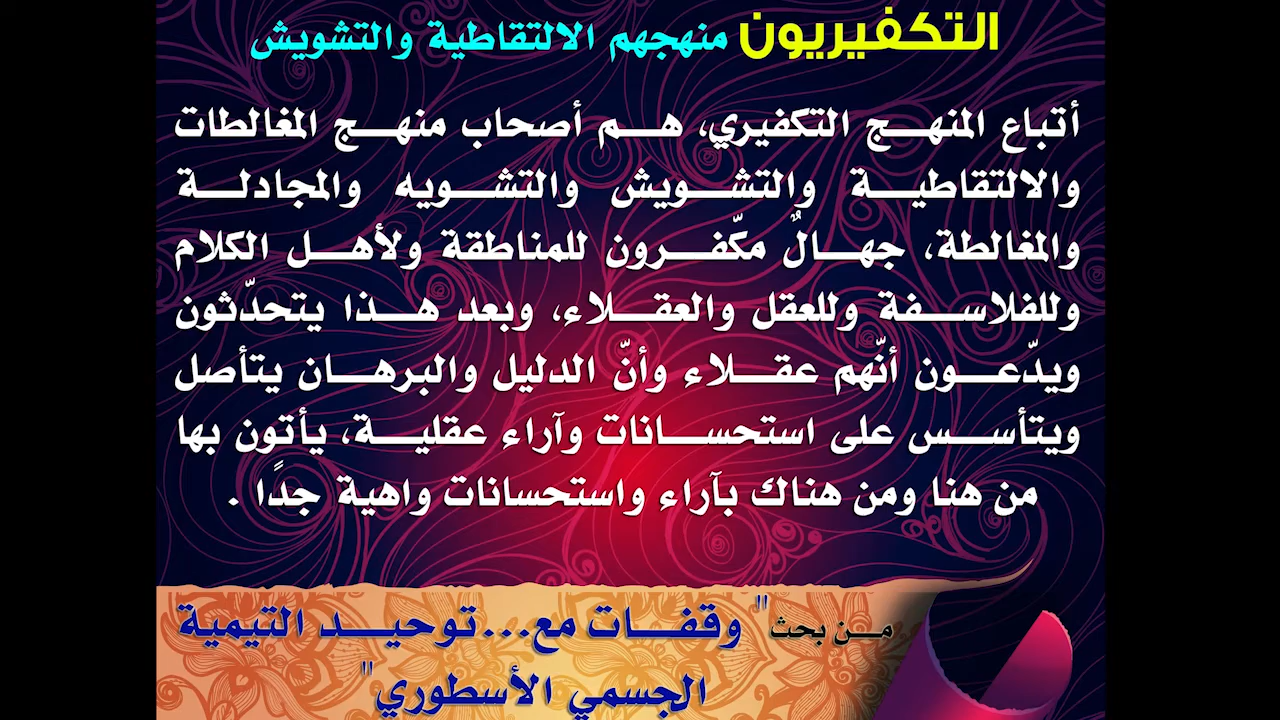 التكفيريون منهجهم الالتقاطية والتشويش
أتباع المنهج التكفيري، هم أصحاب منهج المغالطات
والالتقاطية والتشويش والتشويه والمجادلة
والمغالطة، جهالٌ مكّفرون للمناطقة ولأهل الكلام
وللفلاسفة وللعقل والعقلاء، وبعد هذا يتحدّثون
ويدّعون أنّهم عقلاء وأنّ الدليل والبرهان يتأصل
ويتأسس على استحسانات وآراء عقلية، يأتون بها
من هنا ومن هناك بآراء واستحسانات واهية جدًا .
من بحث " وقفات مع...توحيد التيمية
الجسمي الأسطوري"